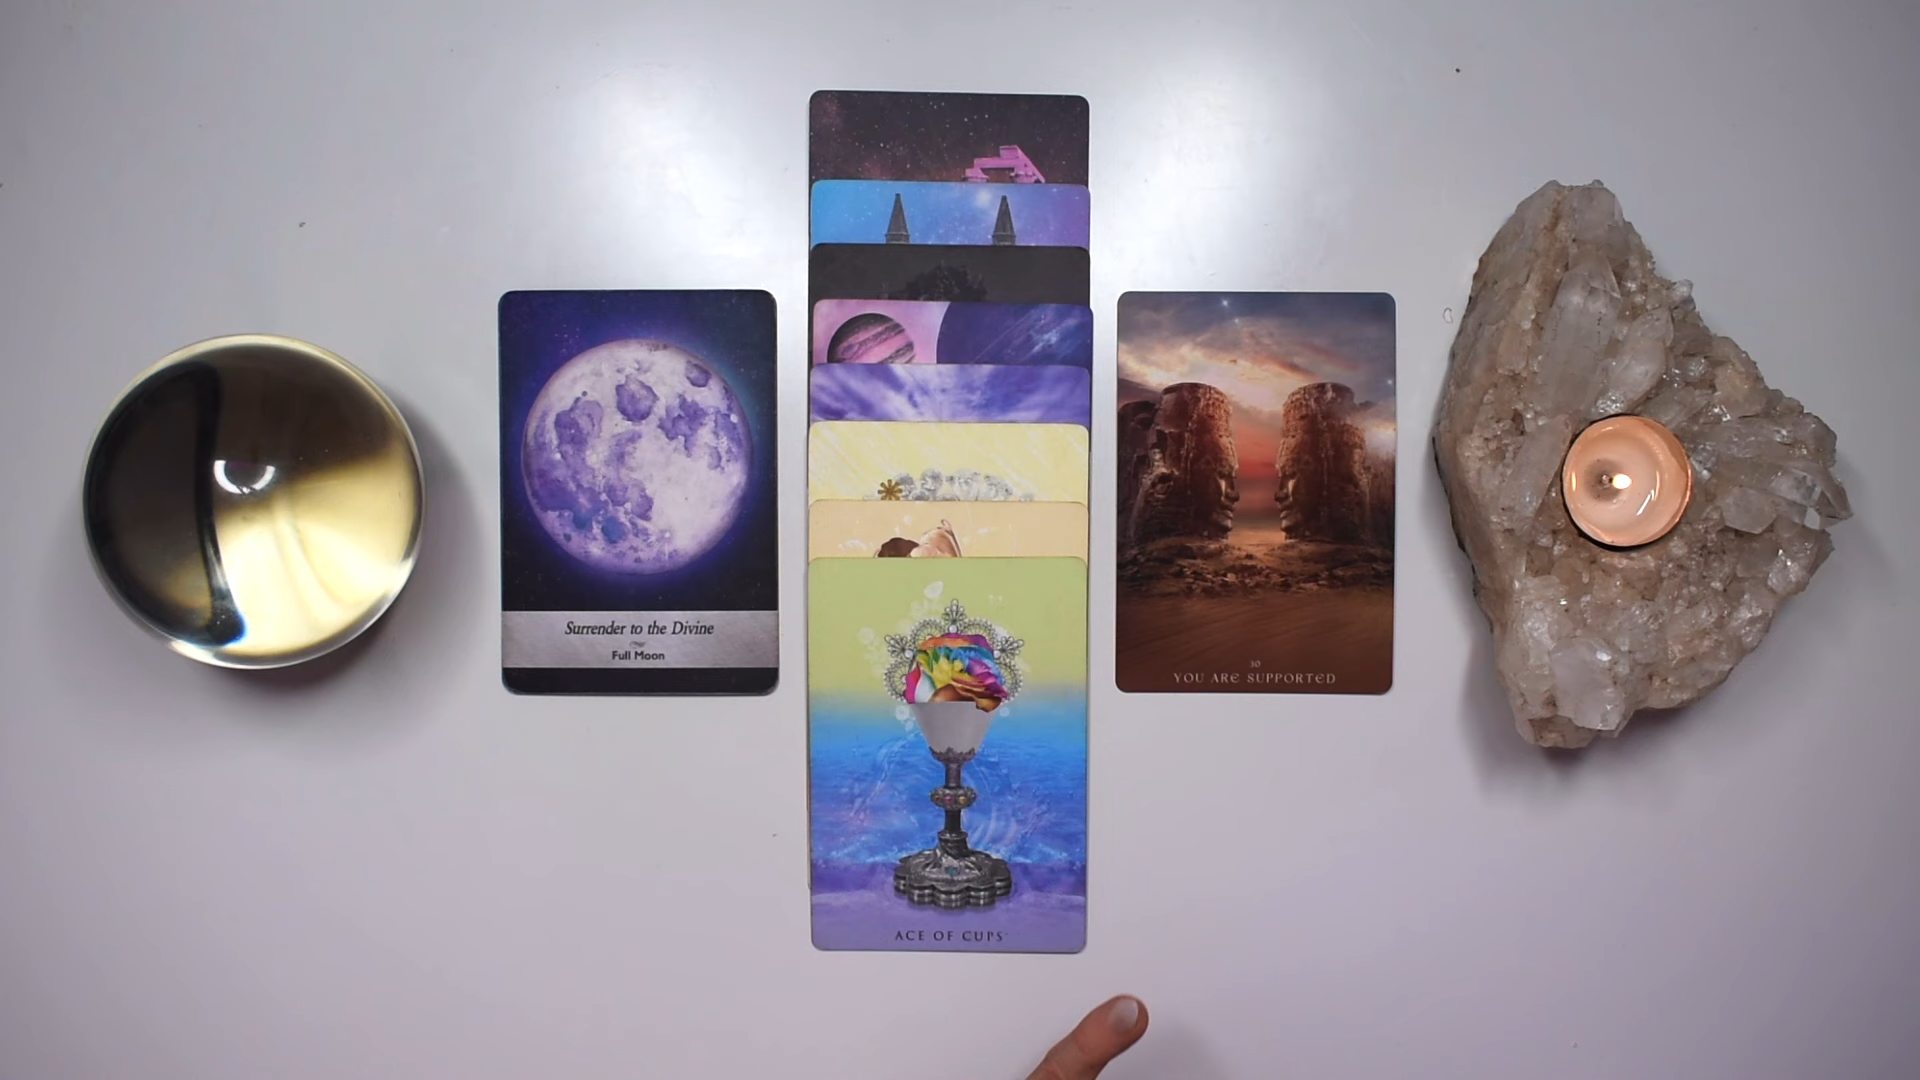 Surrender to the Divine
Full Moon
30
YOU ARE SUPPORTED
ACE OF CUPS